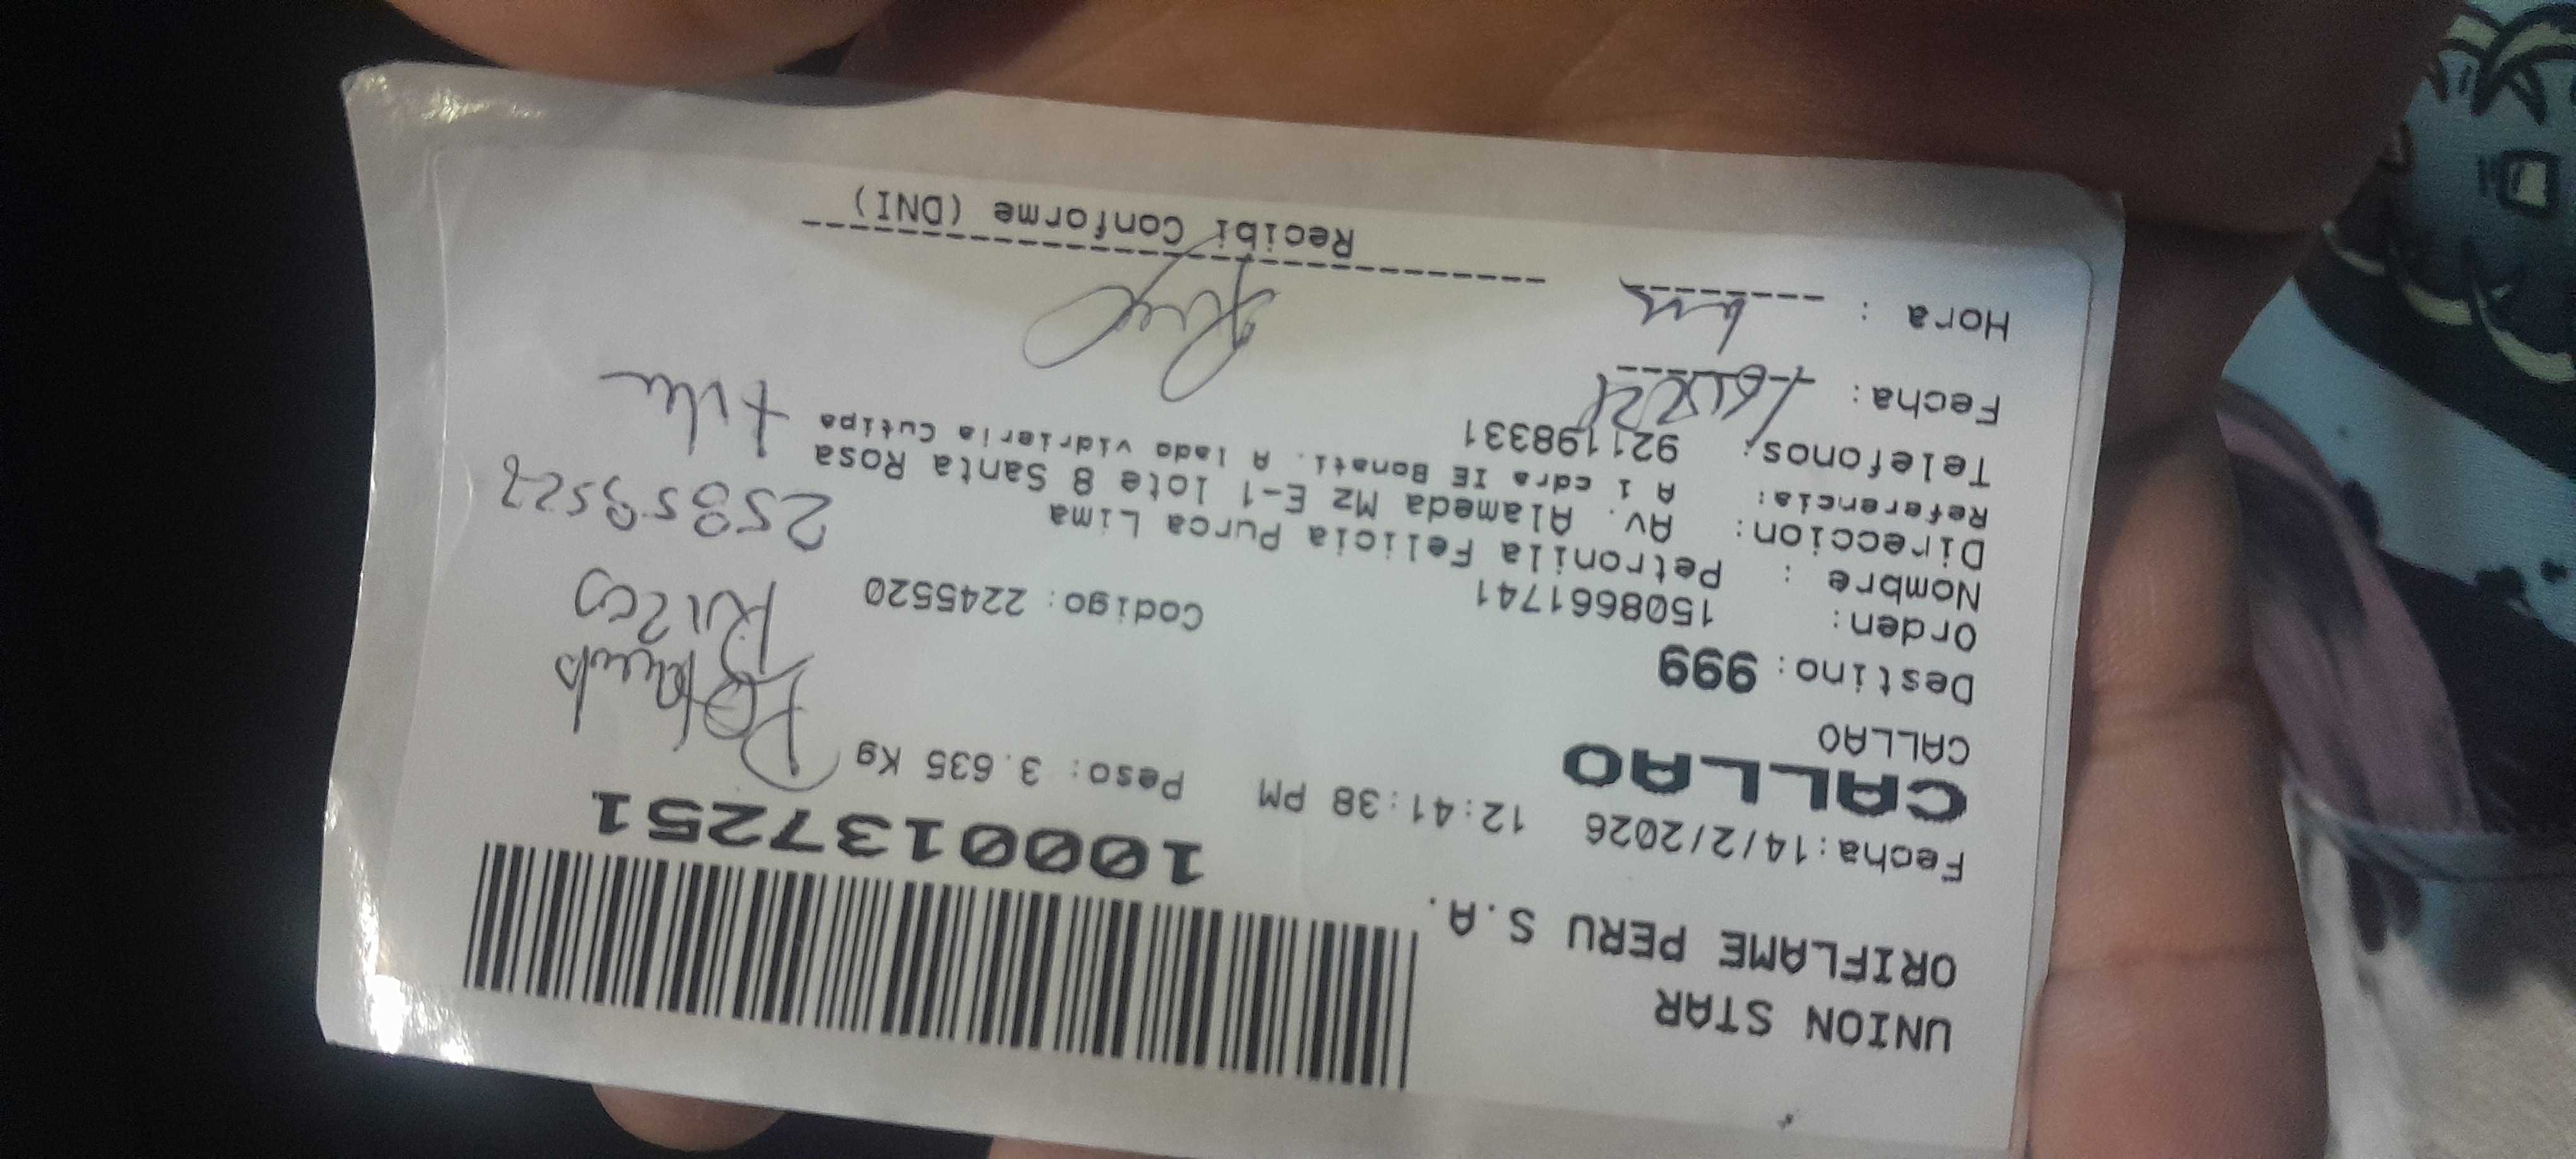 UNION STAR
ORIFLAME PERU S.A.
1000137251
Fecha:14/2/2026 12:41:38 PM Peso: 3.635 Kg
CALLAO
CALLAO
Destino: 999
Orden: 1508661741 Codigo: 2245520
Nombre : Petronila Felicia Purca Lima
Direccion: Av. Alameda Mz E-1 lote 8 Santa Rosa
Referencia: A 1 cdra IE Bonati. A lado vidrieria Cutipa
Telefonos: 921198331
Fecha:
Hora :
Recibi Conforme (DNI)